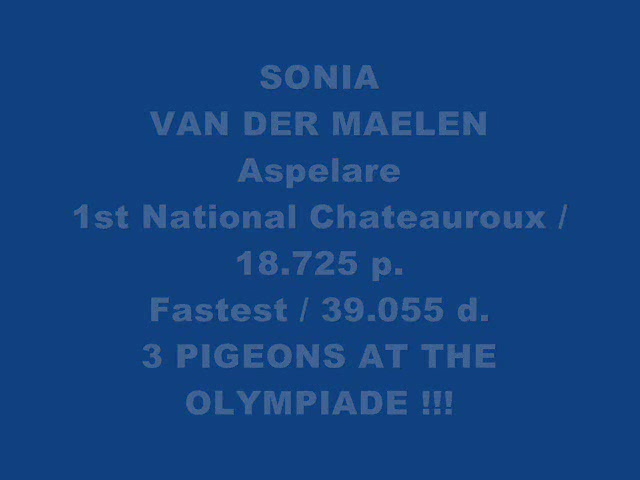 SONIA
VAN DER MAELEN
Aspelare
1st National Chateauroux /
18.725 p.
Fastest / 39.055 d.
3 PIGEONS AT THE
OLYMPIADE !!!